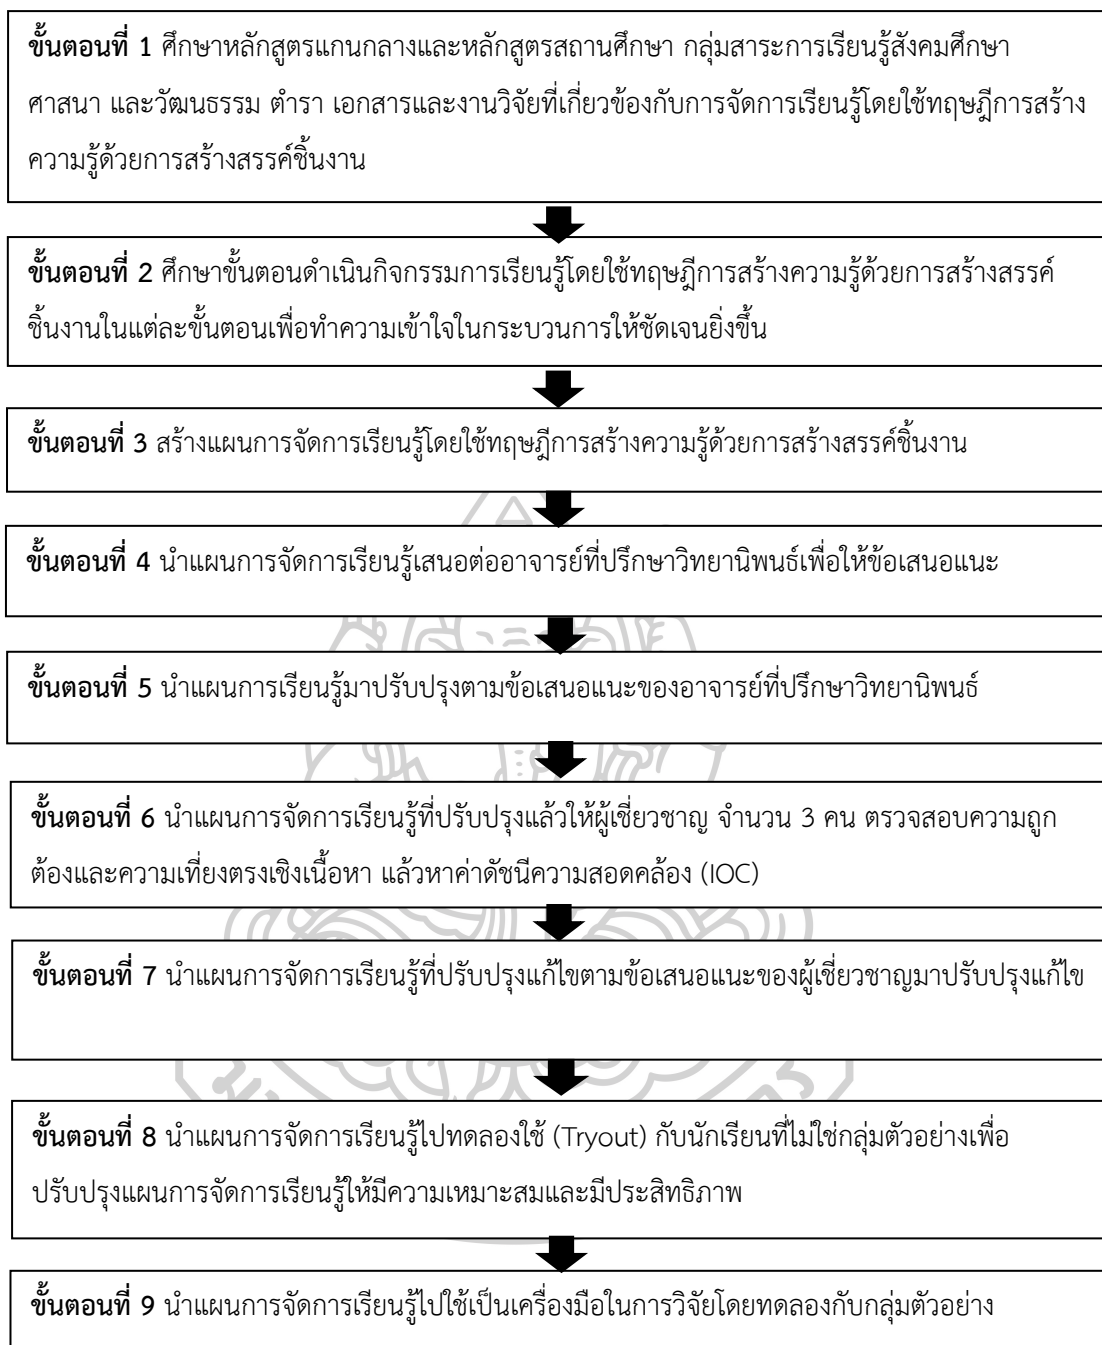 ขั้นตอนที่ 1 ศึกษาหลักสูตรแกนกลางและหลักสูตรสถานศึกษา กลุ่มสาระการเรียนรู้สังคมศึกษา
ศาสนา และวัฒนธรรม ตำรา เอกสารและงานวิจัยที่เกี่ยวข้องกับการจัดการเรียนรู้โดยใช้ทฤษฎีการสร้าง
ความรู้ด้วยการสร้างสรรค์ชิ้นงาน
ขั้นตอนที่ 2 ศึกษาขั้นตอนดำเนินกิจกรรมการเรียนรู้โดยใช้ทฤษฎีการสร้างความรู้ด้วยการสร้างสรรค์
ชิ้นงานในแต่ละขั้นตอนเพื่อทำความเข้าใจในกระบวนการให้ชัดเจนยิ่งขึ้น
ขั้นตอนที่ 3 สร้างแผนการจัดการเรียนรู้โดยใช้ทฤษฎีการสร้างความรู้ด้วยการสร้างสรรค์ชิ้นงาน
ขั้นตอนที่ 4 นำแผนการจัดการเรียนรู้เสนอต่ออาจารย์ที่ปรึกษาวิทยานิพนธ์เพื่อให้ข้อเสนอแนะ
ขั้นตอนที่ 5 นำแผนการเรียนรู้มาปรับปรุงตามข้อเสนอแนะของอาจารย์ที่ปรึกษาวิทยานิพนธ์
ขั้นตอนที่ 6 นำแผนการจัดการเรียนรู้ที่ปรับปรุงแล้วให้ผู้เชี่ยวชาญ จำนวน 3 คน ตรวจสอบความถูก
ต้องและความเที่ยงตรงเชิงเนื้อหา แล้วหาค่าดัชนีความสอดคล้อง (IOC)
ขั้นตอนที่ 7 นำแผนการจัดการเรียนรู้ที่ปรับปรุงแก้ไขตามข้อเสนอแนะของผู้เชี่ยวชาญมาปรับปรุงแก้ไข
ขั้นตอนที่ 8 นำแผนการจัดการเรียนรู้ไปทดลองใช้ (Tryout) กับนักเรียนที่ไม่ใช่กลุ่มตัวอย่างเพื่อ
ปรับปรุงแผนการจัดการเรียนรู้ให้มีความเหมาะสมและมีประสิทธิภาพ
ขั้นตอนที่ 9 นำแผนการจัดการเรียนรู้ไปใช้เป็นเครื่องมือในการวิจัยโดยทดลองกับกลุ่มตัวอย่าง